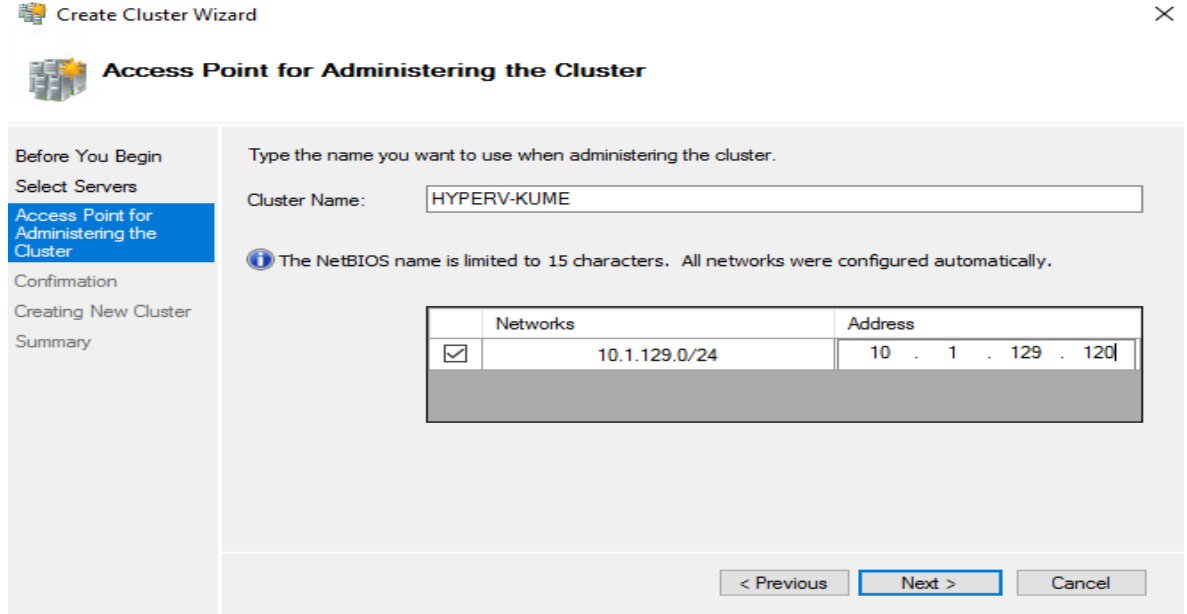 Create Cluster Wizard
Access Point for Administering the Cluster
Before You Begin
Select Servers
Access Point for
Administering the
Cluster
Confirmation
Creating New Cluster
Summary
Type the name you want to use when administering the cluster.
Cluster Name: HYPERV-KUME
The NetBIOS name is limited to 15 characters. All networks were configured automatically.
Networks Address
10.1.129.0/24 10 . 1 . 129 . 120
< Previous Next > Cancel